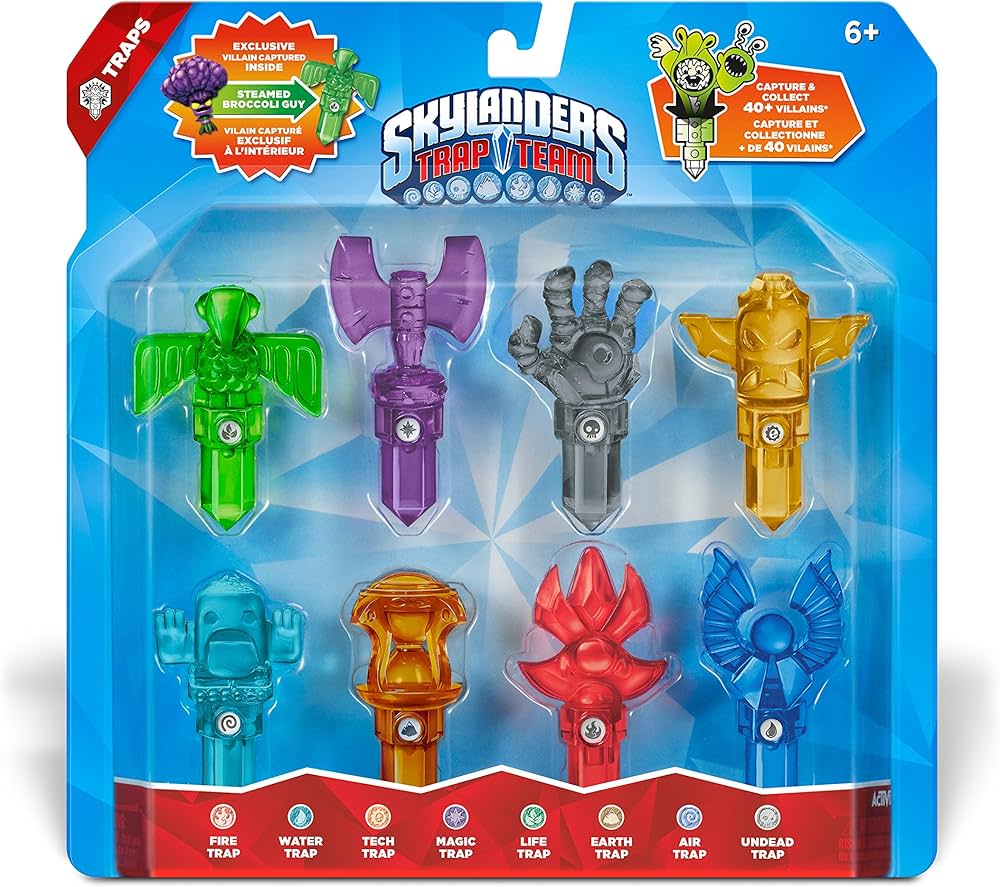 TRAPS
EXCLUSIVE
VILLAIN CAPTURED
INSIDE
STEAMED
BROCCOLI GUY
VILAIN CAPTURÉ
EXCLUSIF
À L'INTÉRIEUR
SKYLANDERS
TRAP TEAM
™
CAPTURE &
COLLECT
40+ VILLAINS*
CAPTURE ET
COLLECTIONNE
+ DE 40 VILAINS*
6+
FIRE
TRAP
WATER
TRAP
TECH
TRAP
MAGIC
TRAP
LIFE
TRAP
EARTH
TRAP
AIR
TRAP
UNDEAD
TRAP